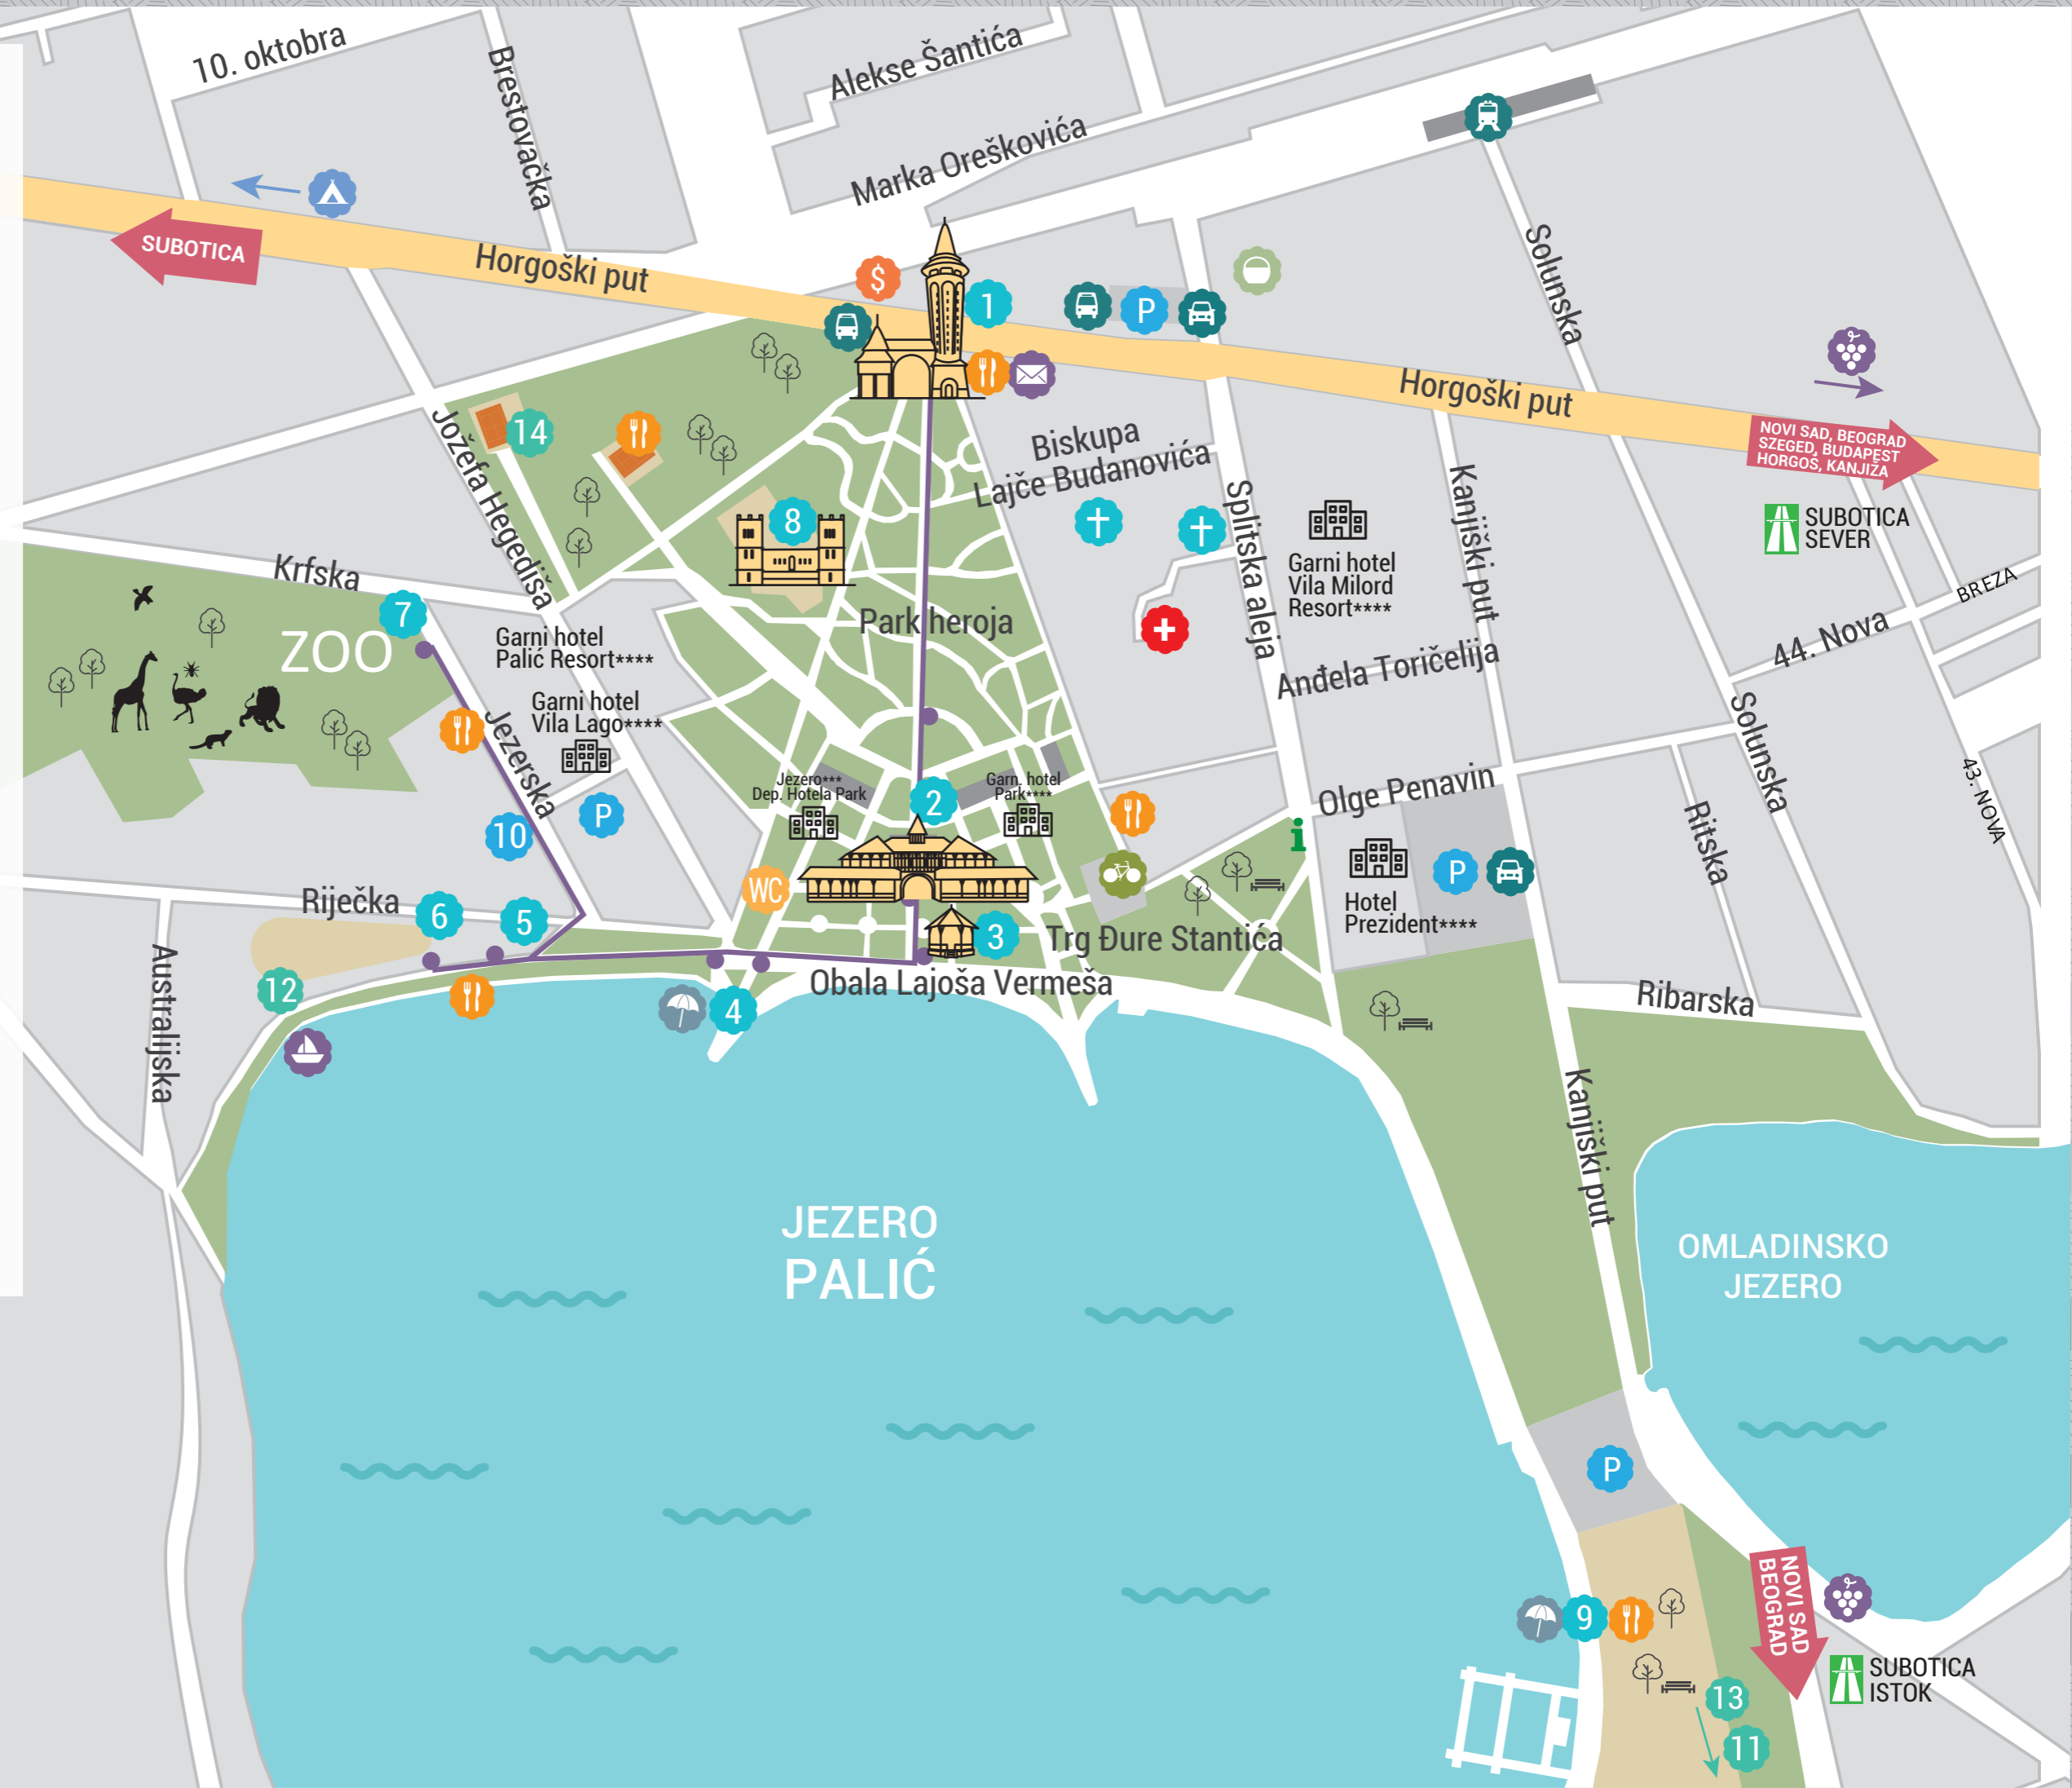 10. oktobra
Brestovačka
Alekse Šantića
Marka Oreškovića
SUBOTICA
Horgoški put
$
1
P
Solunska
Horgoški put
NOVI SAD, BEOGRAD
SZEGED, BUDAPEST
HORGOŠ, KANJIŽA
14
Jožefa Hegediša
Biskupa
Lajče Budanovića
8
Splitska aleja
Garni hotel
Vila Milord
Resort****
Kanjiški put
SUBOTICA
SEVER
BREZA
44. Nova
Krfska
7
ZOO
Garni hotel
Palić Resort****
Park heroja
Anđela Toričelija
Garni hotel
Vila Lago****
Jezerska
Solunska
43. NOVA
Jezero***
Dep. Hotela Park
2
Garn. hotel
Park****
Olge Penavin
P
10
i
Ritska
WC
Hotel
Prezident****
P
Riječka
6
5
3
Trg Đure Stantića
Australijska
12
4
Obala Lajoša Vermeša
Ribarska
Kanjiški put
JEZERO
PALIĆ
OMLADINSKO
JEZERO
P
9
NOVI SAD
BEOGRAD
SUBOTICA
ISTOK
13
11